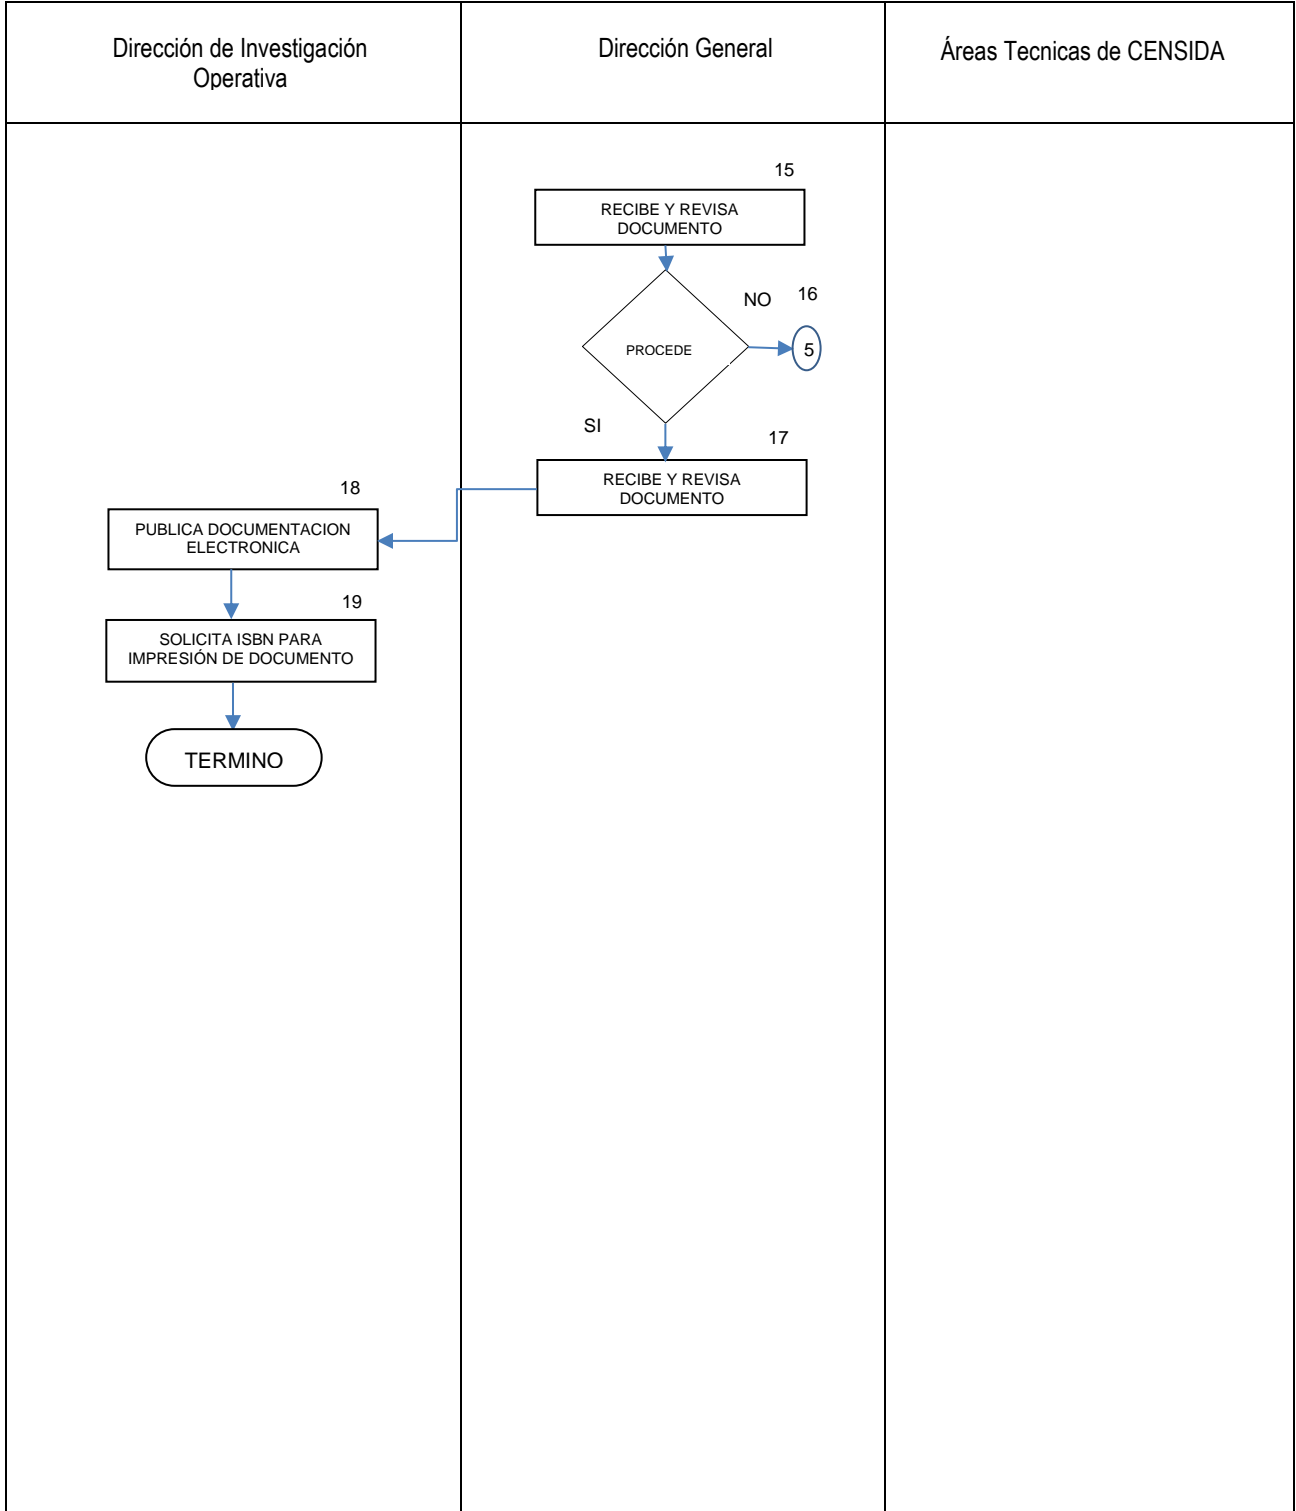 Dirección de Investigación
Operativa
Dirección General
Áreas Tecnicas de CENSIDA
15
RECIBE Y REVISA
DOCUMENTO
NO
16
PROCEDE
5
SI
17
RECIBE Y REVISA
DOCUMENTO
18
PUBLICA DOCUMENTACION
ELECTRONICA
19
SOLICITA ISBN PARA
IMPRESIÓN DE DOCUMENTO
TERMINO